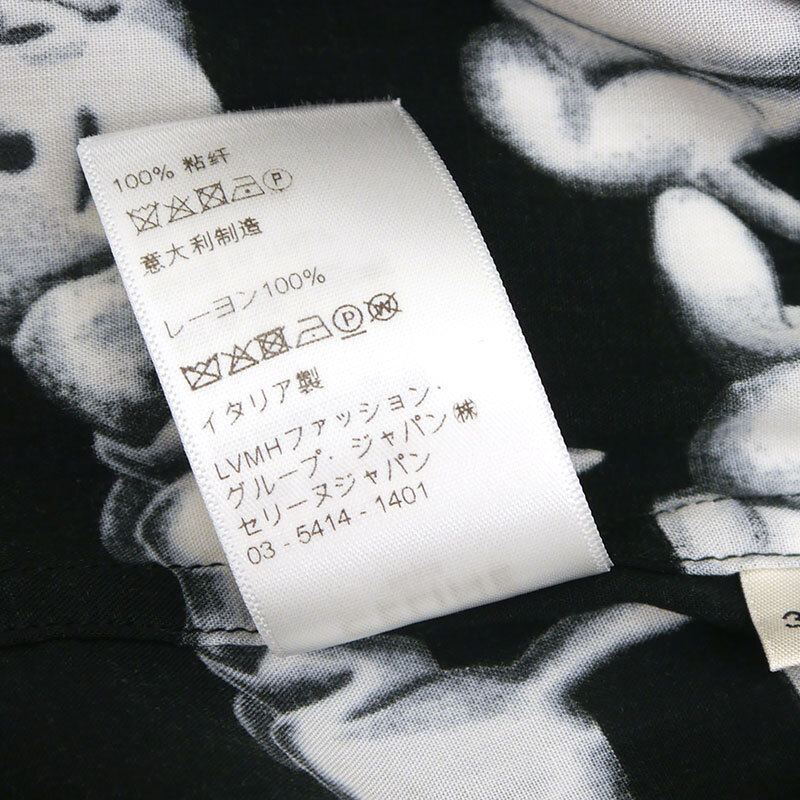 100% 粘纤
P
意大利制造
レーヨン100%
P W
イタリア製
LVMHファッション・
グループ・ジャパン㈱
セリーヌジャパン
03 - 5414 - 1401
3